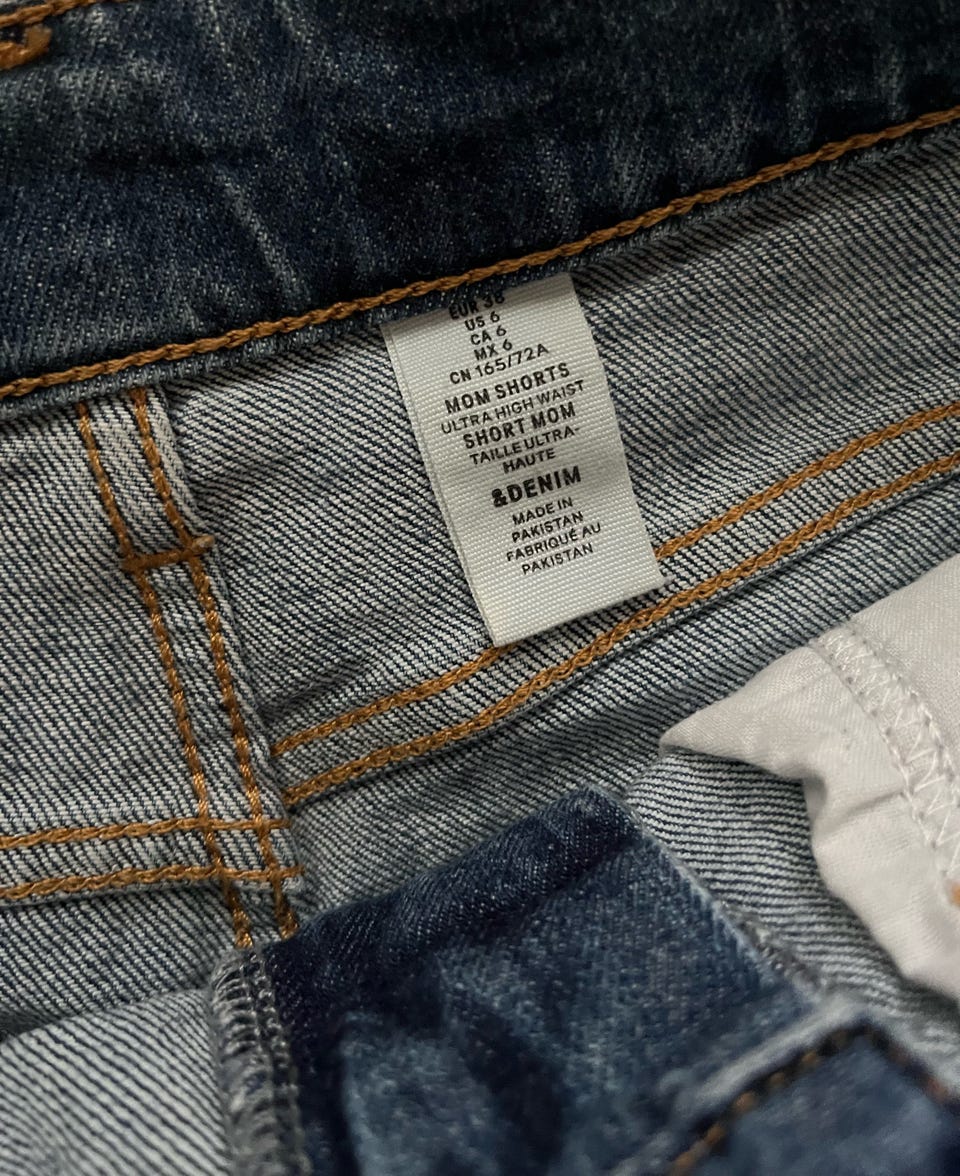 EUR 38
US 6
CA 6
MX 6
CN 165/72A
MOM SHORTS
ULTRA HIGH WAIST
SHORT MOM
TAILLE ULTRA-
HAUTE
&DENIM
MADE IN
PAKISTAN
FABRIQUÉ AU
PAKISTAN